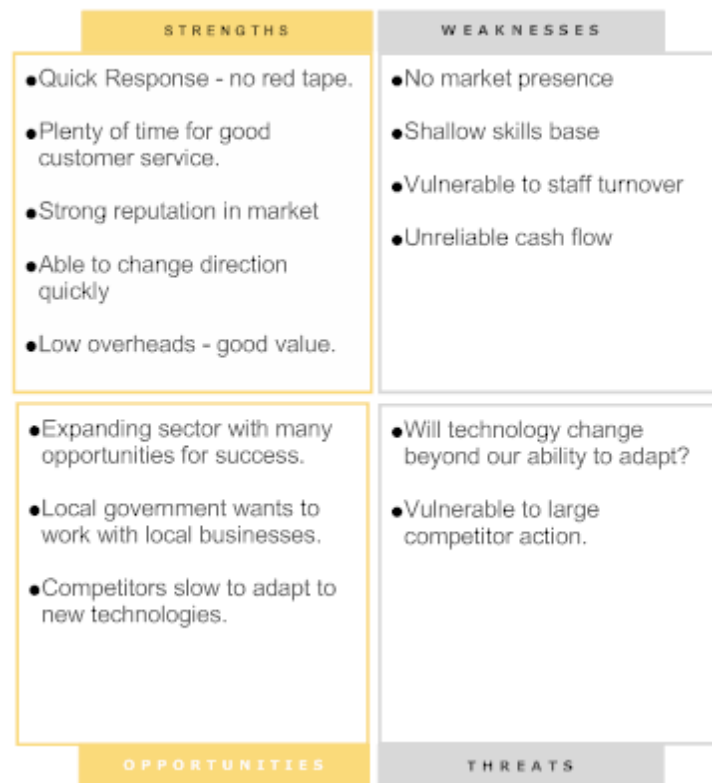 STRENGTHS
●Quick Response - no red tape.
●Plenty of time for good
customer service.
●Strong reputation in market
●Able to change direction
quickly
●Low overheads - good value.
WEAKNESSES
●No market presence
●Shallow skills base
●Vulnerable to staff turnover
●Unreliable cash flow
●Expanding sector with many
opportunities for success.
●Local government wants to
work with local businesses.
●Competitors slow to adapt to
new technologies.
OPPORTUNITIES
●Will technology change
beyond our ability to adapt?
●Vulnerable to large
competitor action.
THREATS